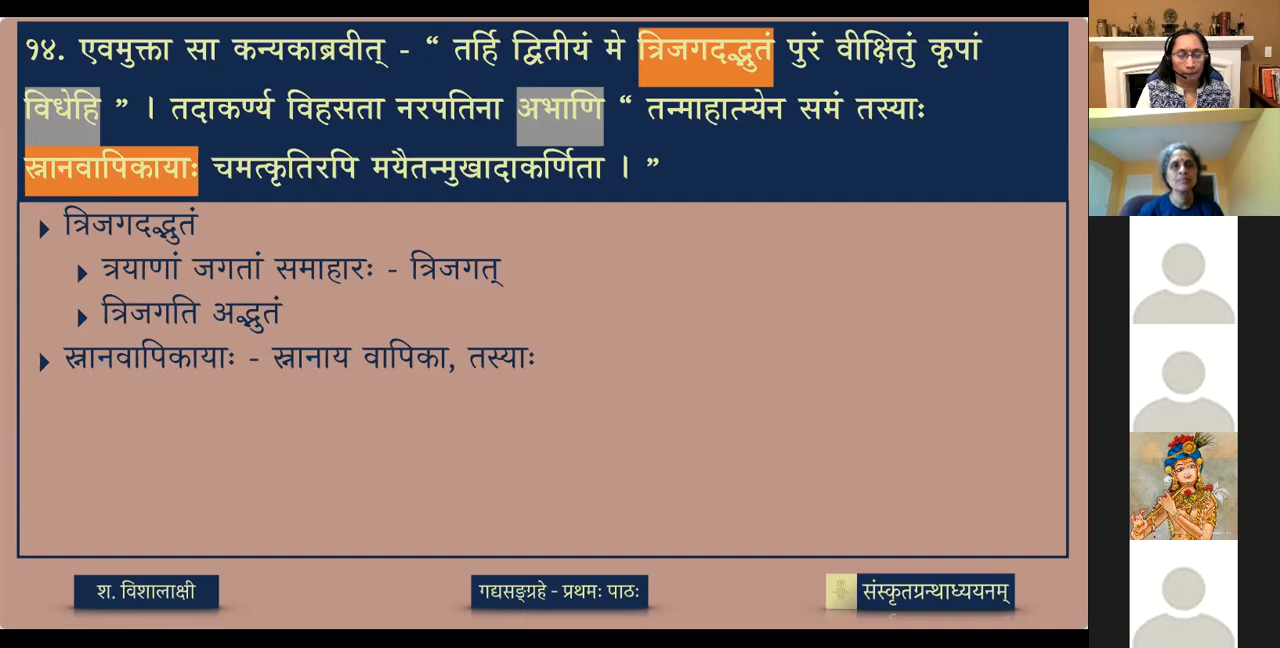 १४. एवमुक्ता सा कन्यकाब्रवीत् - “ तर्हि द्वितीयं मे त्रिजगदद्भुतं पुरं वीक्षितुं कृपां
विधेहि ” । तदाकर्ण्य विहसता नरपतिना अभाणि “ तन्माहात्म्येन समं तस्याः
स्नानवापिकायाः चमत्कृतिरपि मयैतन्मुखादाकर्णिता । ”
त्रिजगदद्भुतं
त्रयाणां जगतां समाहारः - त्रिजगत्
त्रिजगति अद्भुतं
स्नानवापिकायाः - स्नानाय वापिका, तस्याः
श. विशालाक्षी
गद्यसङ्ग्रहे - प्रथमः पाठः
संस्कृतग्रन्थाध्ययनम्